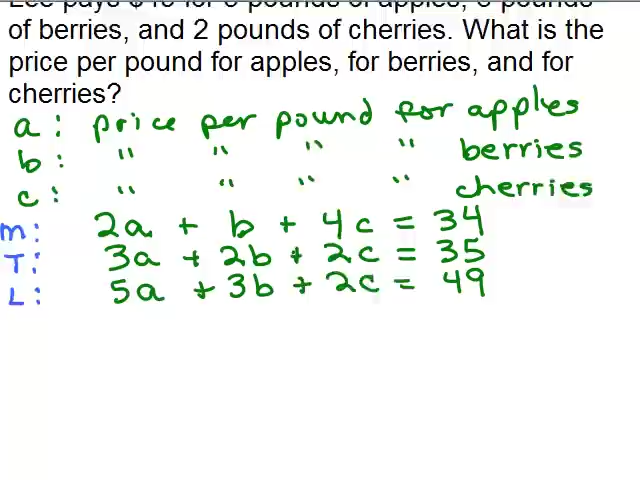 of berries, and 2 pounds of cherries. What is the
price per pound for apples, for berries, and for
cherries?
a : price per pound for apples
b : " " " " berries
c : " " " " cherries
m: 2a + b + 4c = 34
T: 3a + 2b + 2c = 35
L: 5a + 3b + 2c = 49